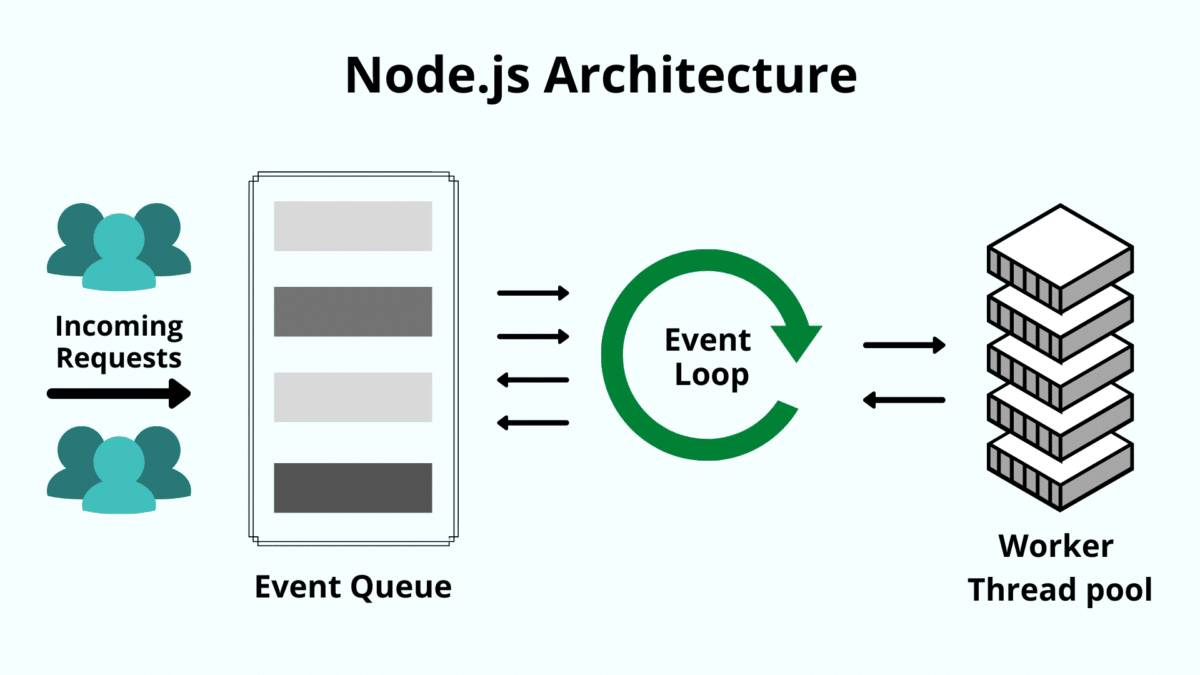 Node.js Architecture
Incoming
Requests
Event Queue
Event
Loop
Worker
Thread pool